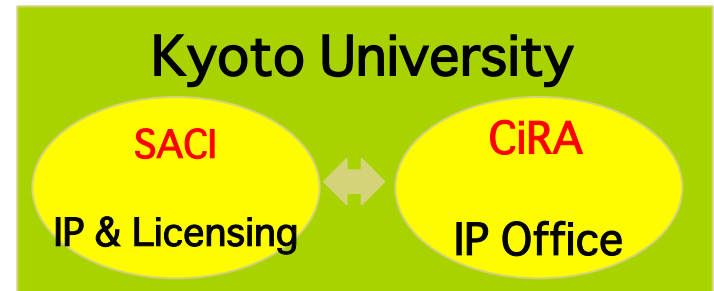 Kyoto University
SACI
IP & Licensing
CiRA
IP Office